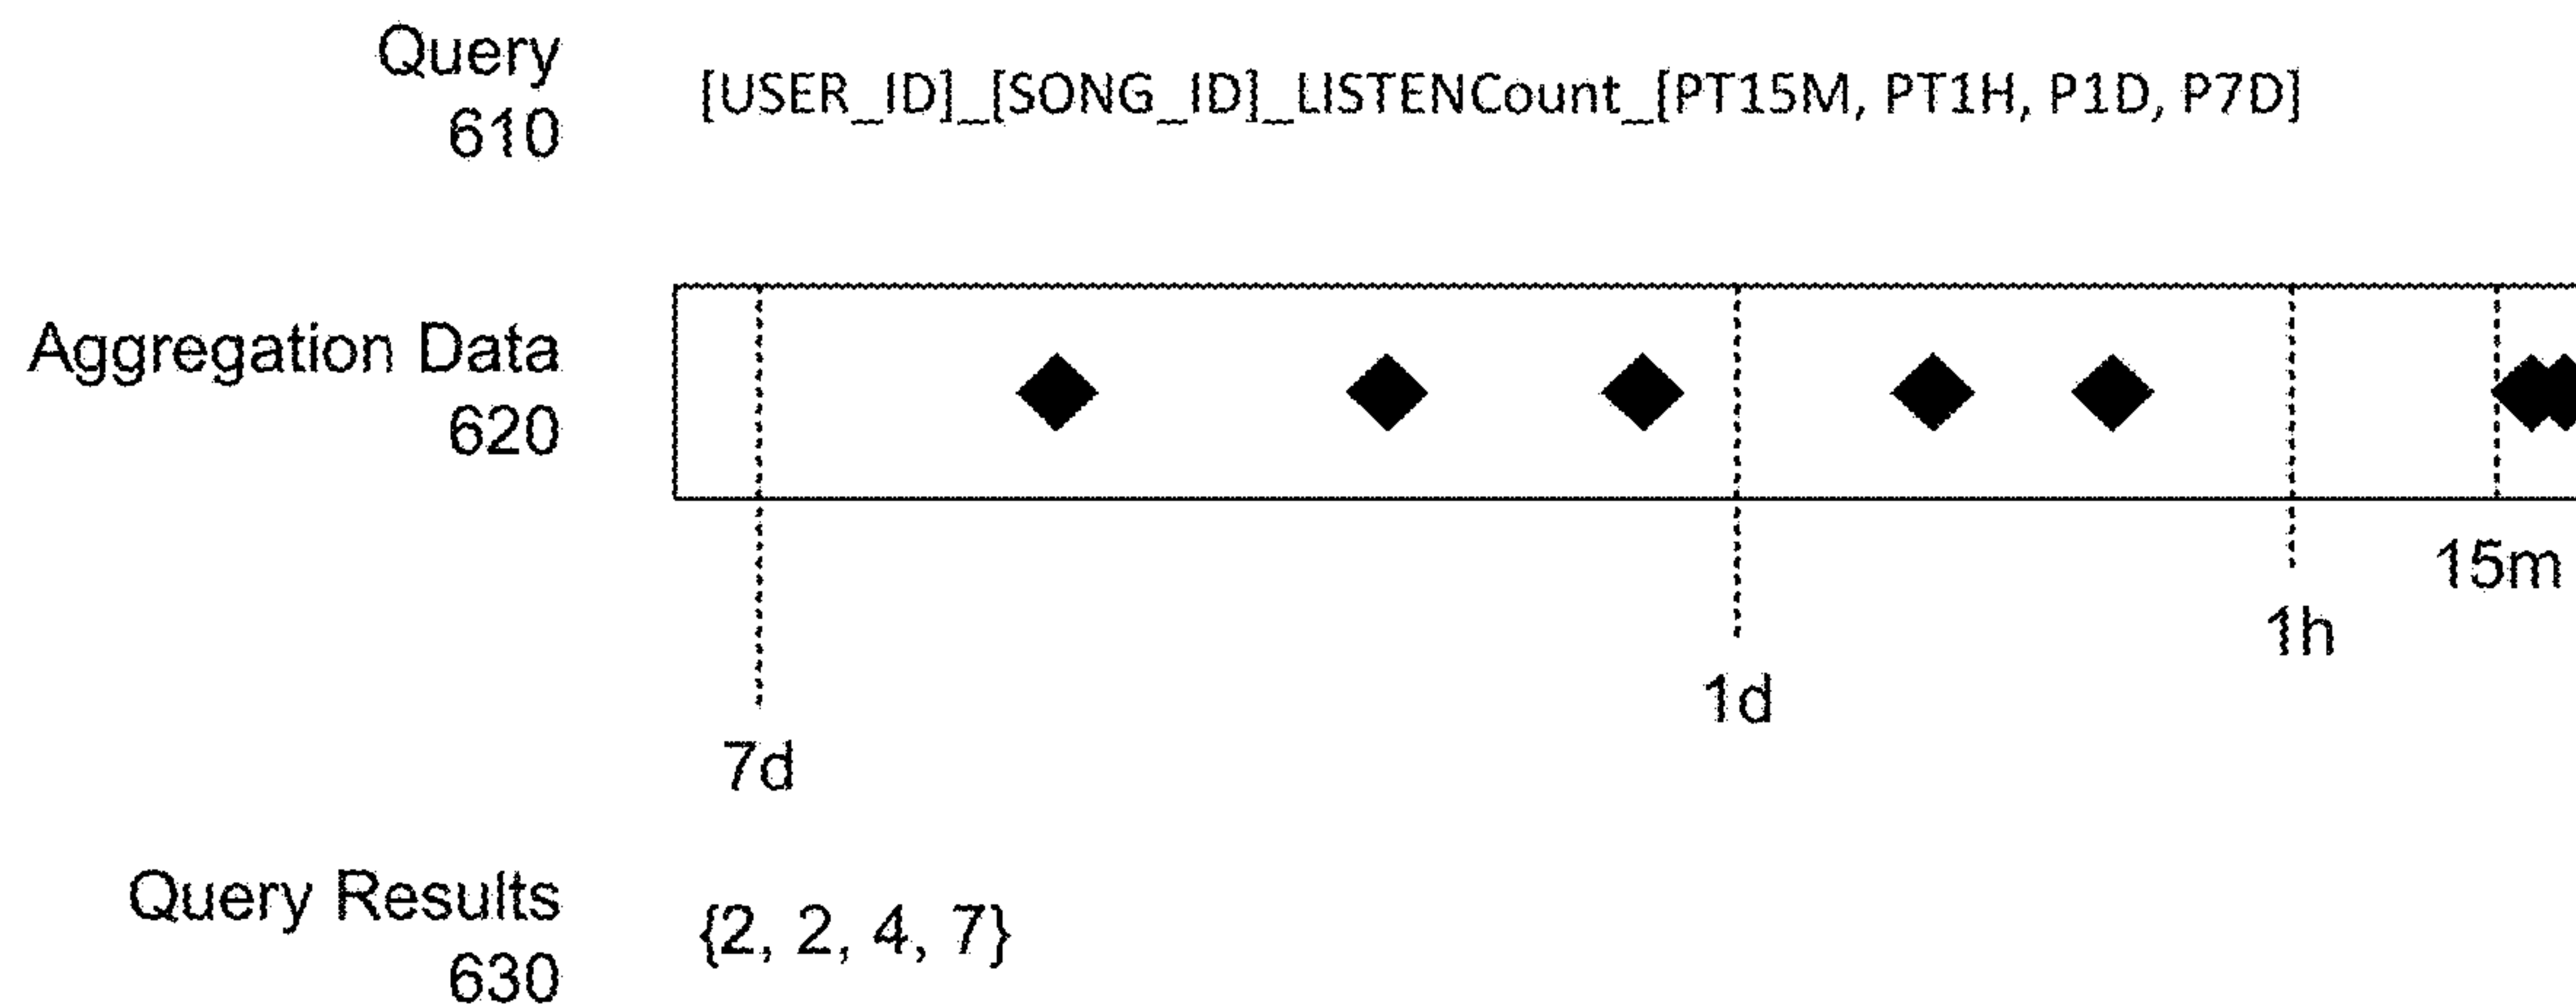 Query
610
[USER_ID]_[SONG_ID]_LISTENCount_[PT15M, PT1H, P1D, P7D]
Aggregation Data
620
15m
1h
1d
7d
Query Results
630
{2, 2, 4, 7}